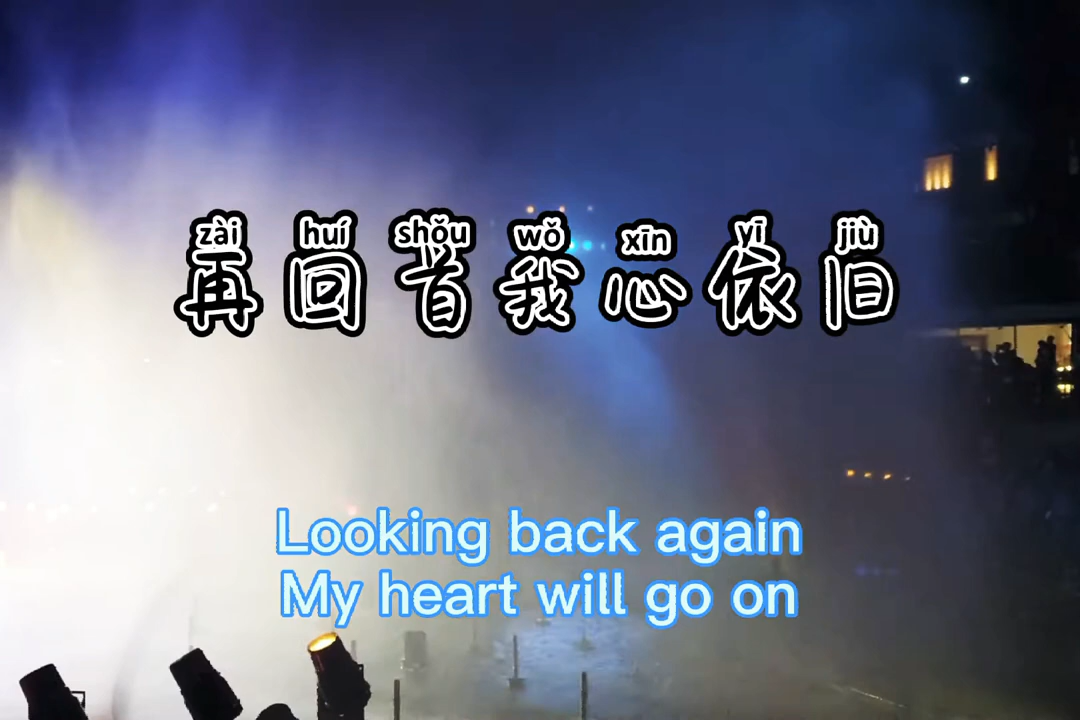 zài huí shǒu wǒ xīn yī jiù
再回首我心依旧
Looking back again
My heart will go on